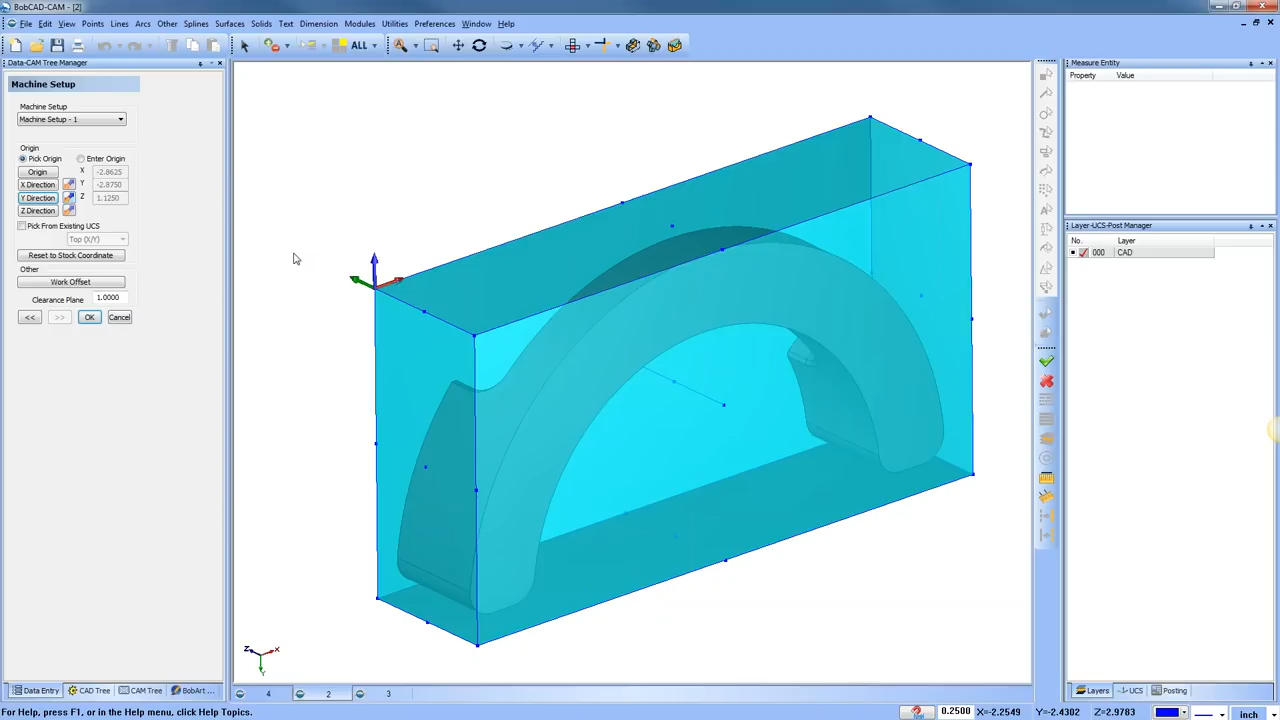 BobCAD-CAM - [2]
File Edit View Points Lines Arcs Other Splines Surfaces Solids Text Dimension Modules Utilities Preferences Window Help
ALL
Data-CAM Tree Manager
Machine Setup
Machine Setup
Machine Setup - 1
Origin
Pick Origin Enter Origin
Origin X -2.8625
X Direction Y -2.8750
Y Direction Z 1.1250
Z Direction
Pick From Existing UCS
Top (X/Y)
Reset to Stock Coordinate
Other
Work Offset
Clearance Plane 1.0000
<< >> OK Cancel
Measure Entity
Property Value
Layer-UCS-Post Manager
No. Layer
000 CAD
Z X
Y
Data Entry CAD Tree CAM Tree BobArt ...
4 2 3
Layers UCS Posting
For Help, press F1, or in the Help menu, click Help Topics.
0.2500 X=-2.2549 Y=-2.4302 Z=2.9783 inch